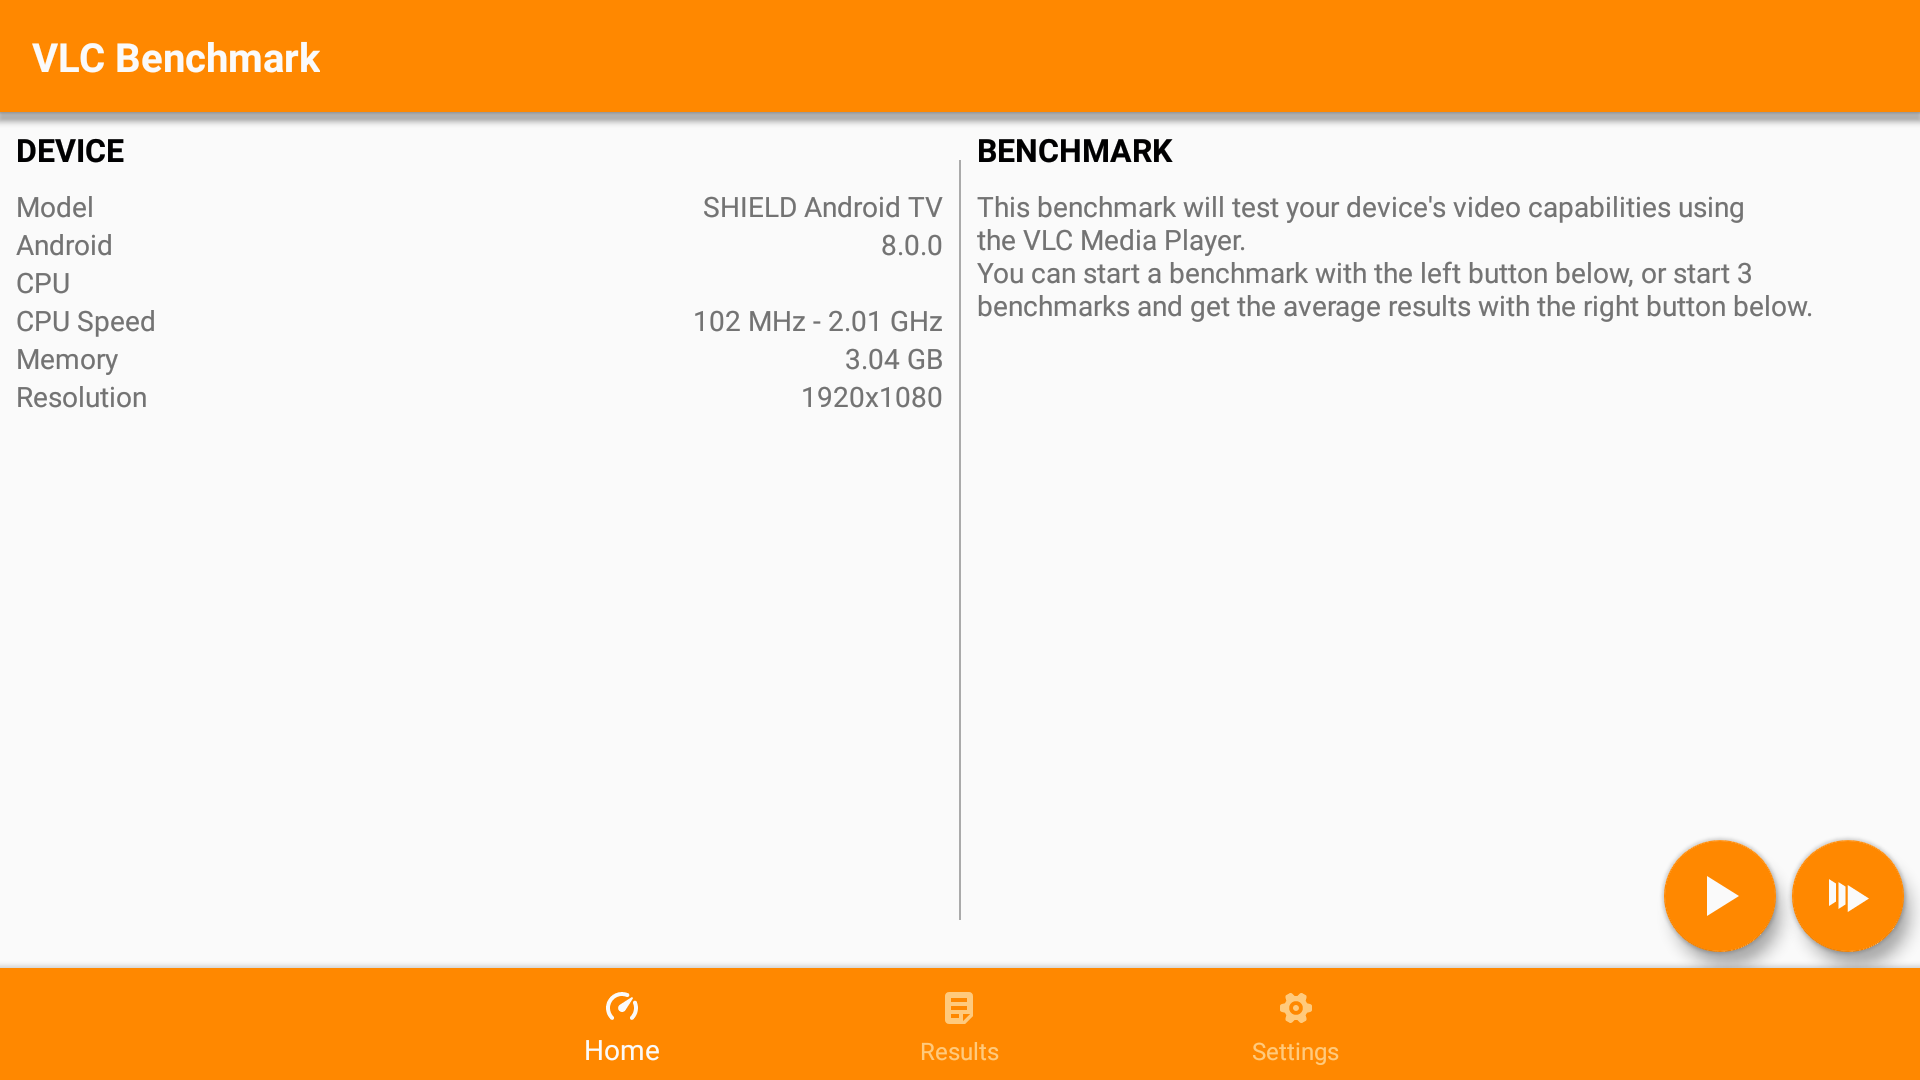 VLC Benchmark
DEVICE
Model SHIELD Android TV
Android 8.0.0
CPU
CPU Speed 102 MHz - 2.01 GHz
Memory 3.04 GB
Resolution 1920x1080
BENCHMARK
This benchmark will test your device's video capabilities using
the VLC Media Player.
You can start a benchmark with the left button below, or start 3
benchmarks and get the average results with the right button below.
Home
Results
Settings